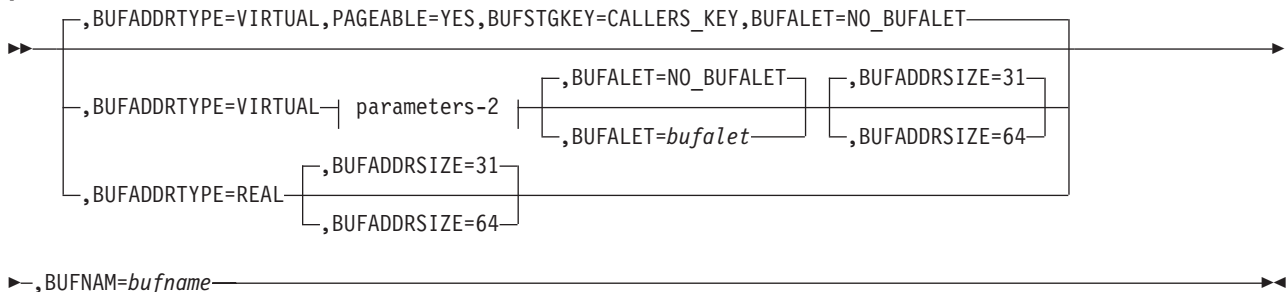 ,BUFADDRTYPE=VIRTUAL,PAGEABLE=YES,BUFSTGKEY=CALLERS_KEY,BUFALET=NO_BUFALET
,BUFADDRTYPE=VIRTUAL parameters-2 ,BUFALET=NO_BUFALET ,BUFADDRSIZE=31
,BUFALET=bufalet ,BUFADDRSIZE=64
,BUFADDRTYPE=REAL ,BUFADDRSIZE=31
,BUFADDRSIZE=64
,BUFNAM=bufname